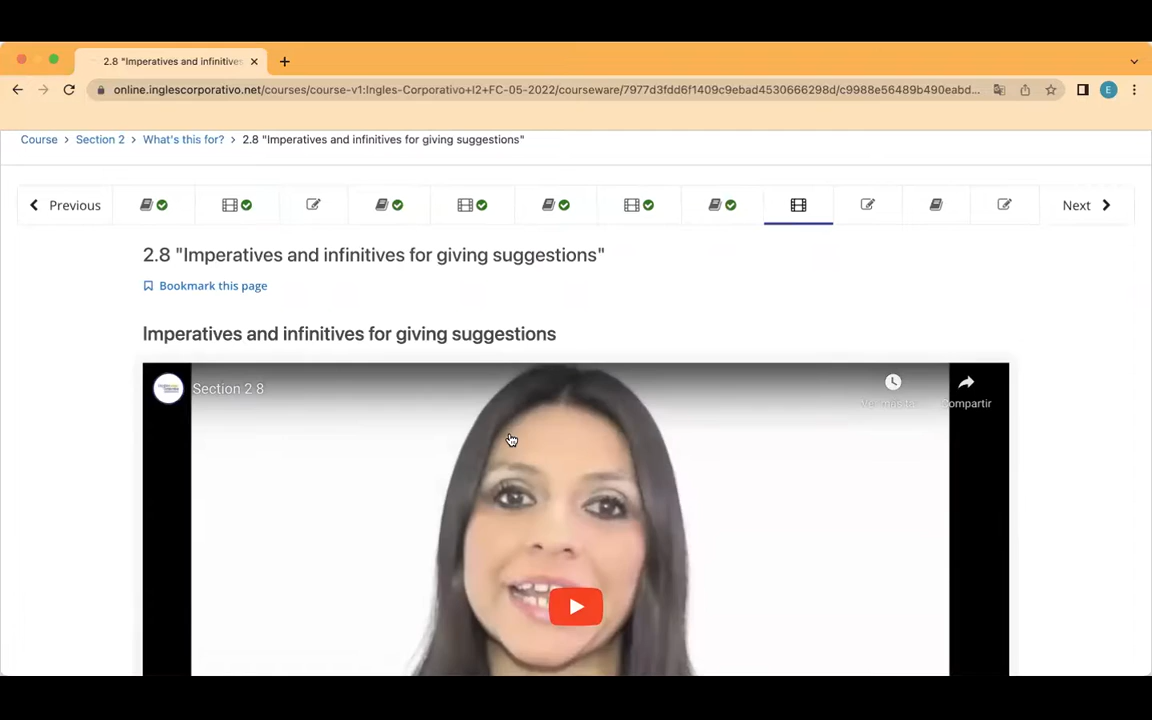 2.8 "Imperatives and infinitives
online.inglescorporativo.net/courses/course-v1:Ingles-Corporativo+I2+FC-05-2022/courseware/7977d3fdd6f1409c9ebad4530666298d/c9988e56489b490eabd...
E
Course > Section 2 > What's this for? > 2.8 "Imperatives and infinitives for giving suggestions"
Previous
Next
2.8 "Imperatives and infinitives for giving suggestions"
Bookmark this page
Imperatives and infinitives for giving suggestions
Section 2 8
Compartir